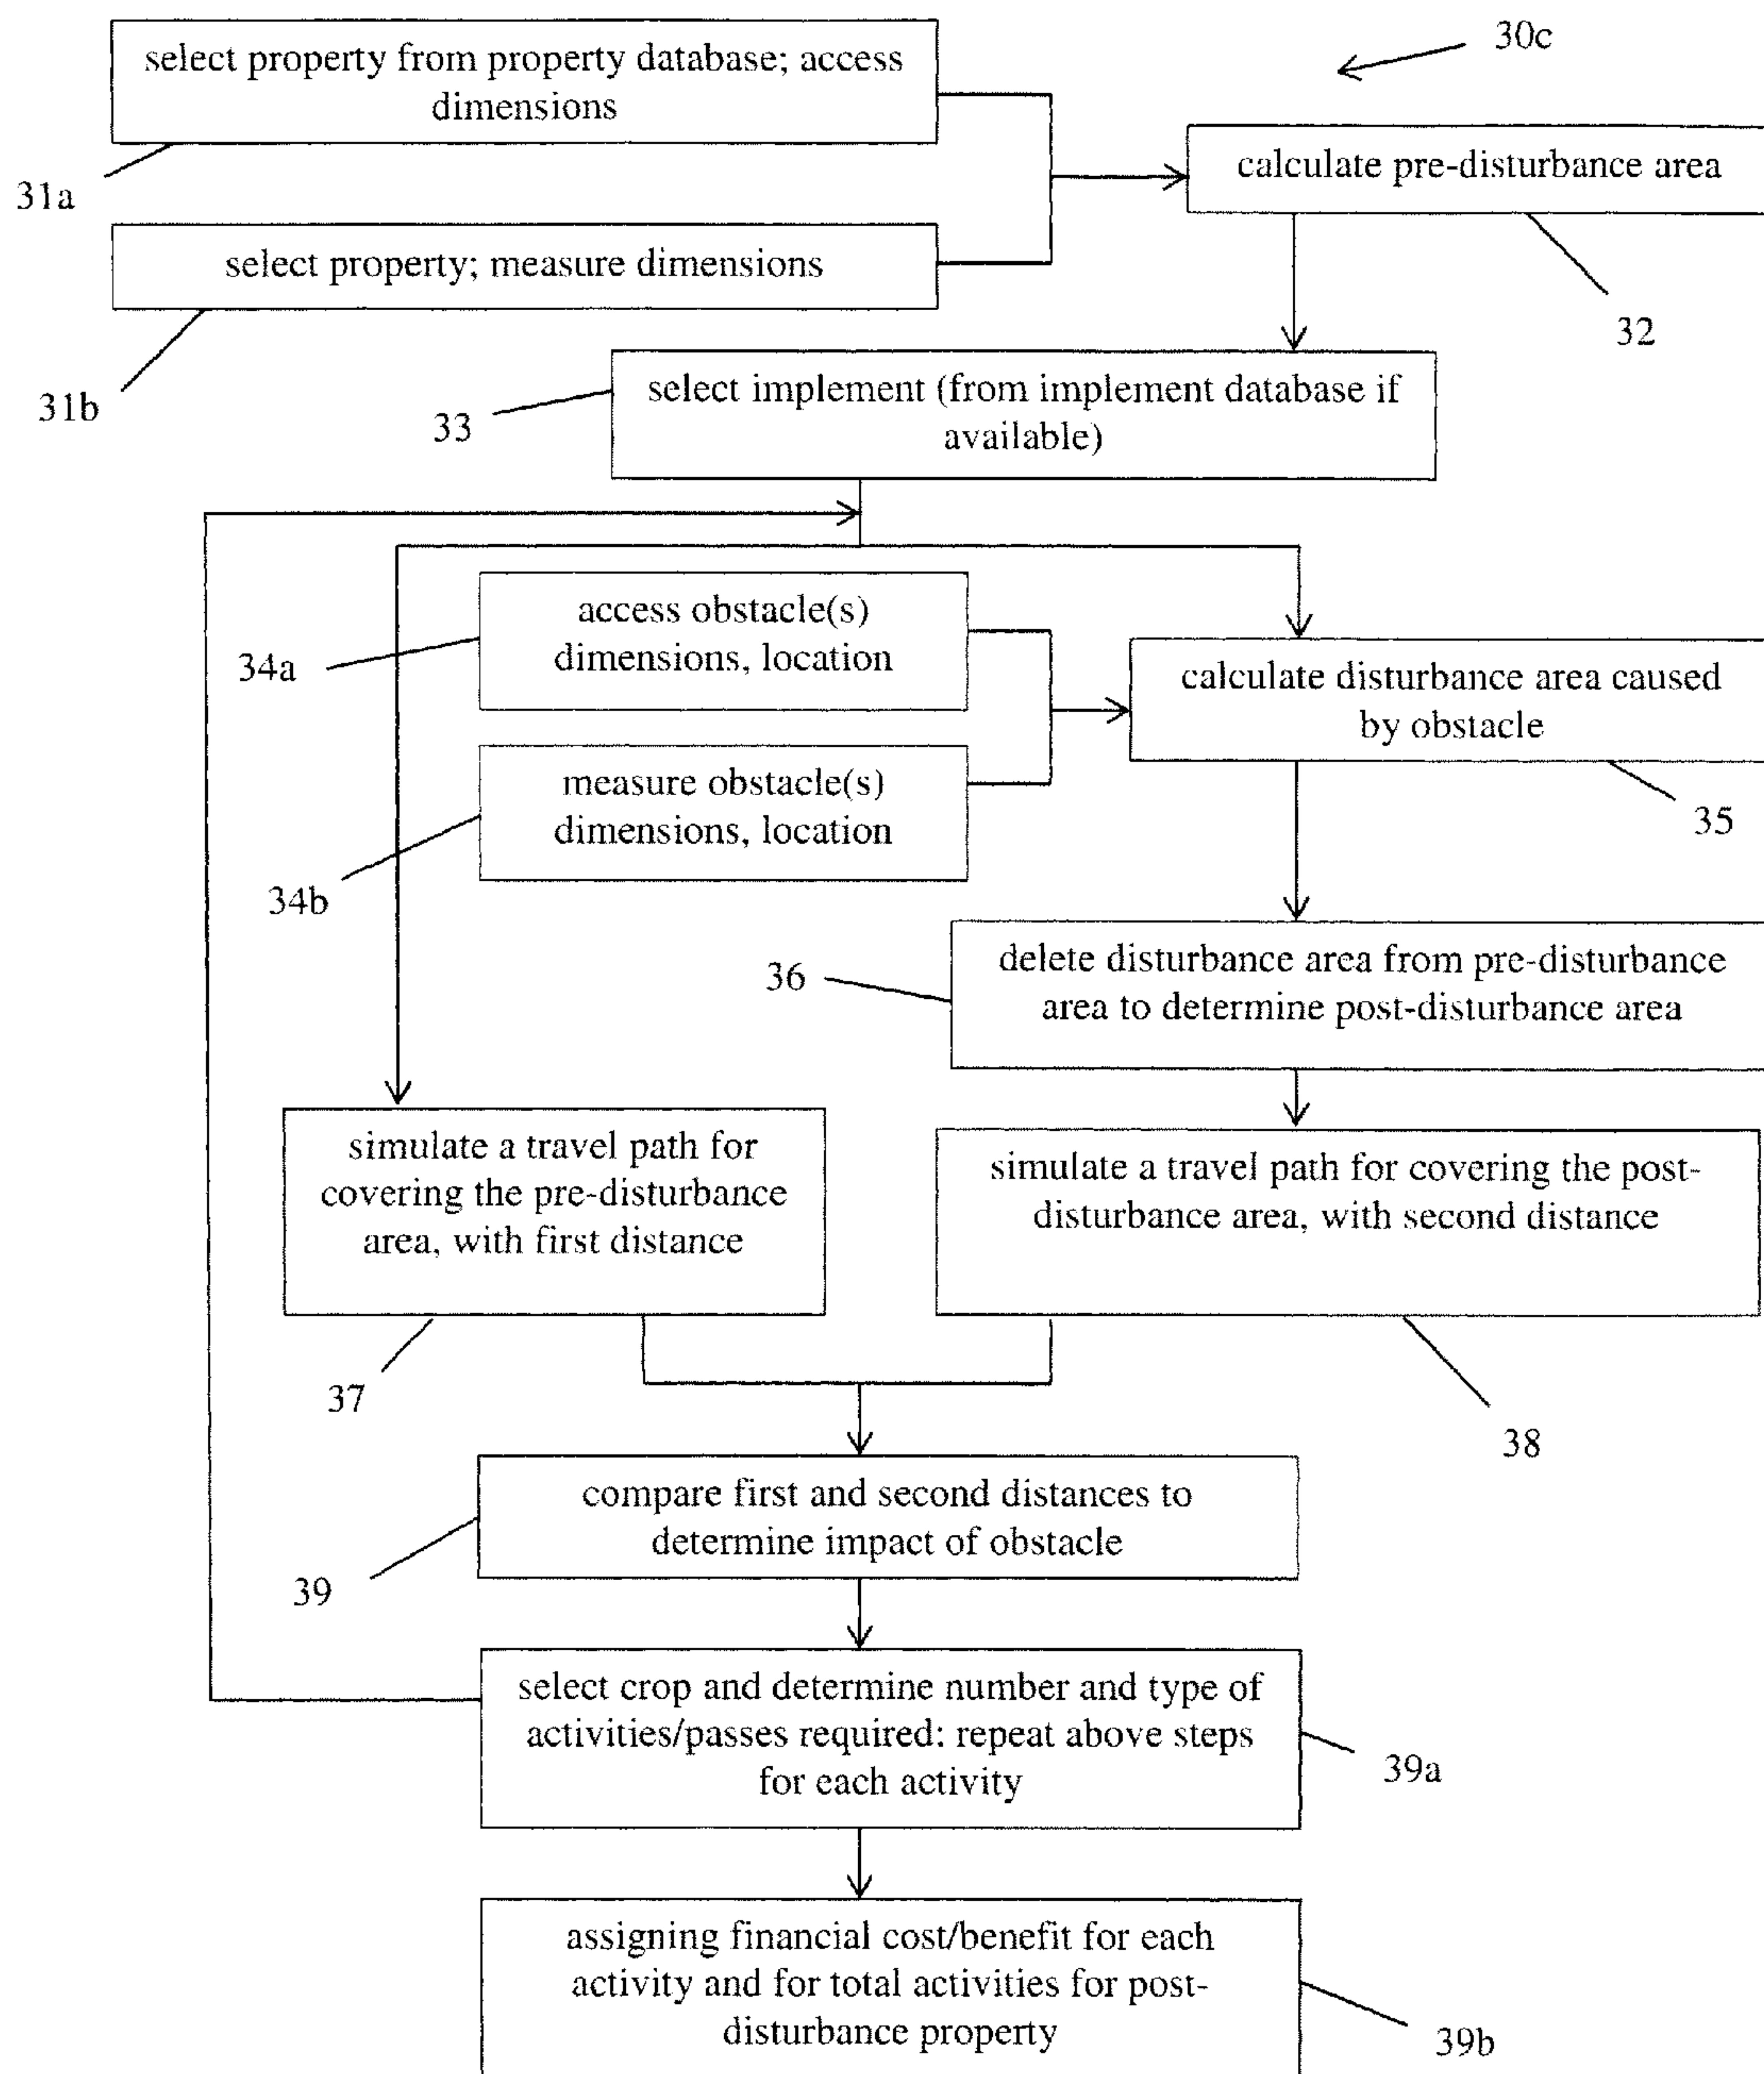 30c
select property from property database; access
dimensions
31a
calculate pre-disturbance area
32
select property; measure dimensions
31b
select implement (from implement database if
available)
33
access obstacle(s)
dimensions, location
34a
calculate disturbance area caused
by obstacle
35
measure obstacle(s)
dimensions, location
34b
delete disturbance area from pre-disturbance
area to determine post-disturbance area
36
simulate a travel path for
covering the pre-disturbance
area, with first distance
37
simulate a travel path for covering the post-
disturbance area, with second distance
38
compare first and second distances to
determine impact of obstacle
39
select crop and determine number and type of
activities/passes required: repeat above steps
for each activity
39a
assigning financial cost/benefit for each
activity and for total activities for post-
disturbance property
39b